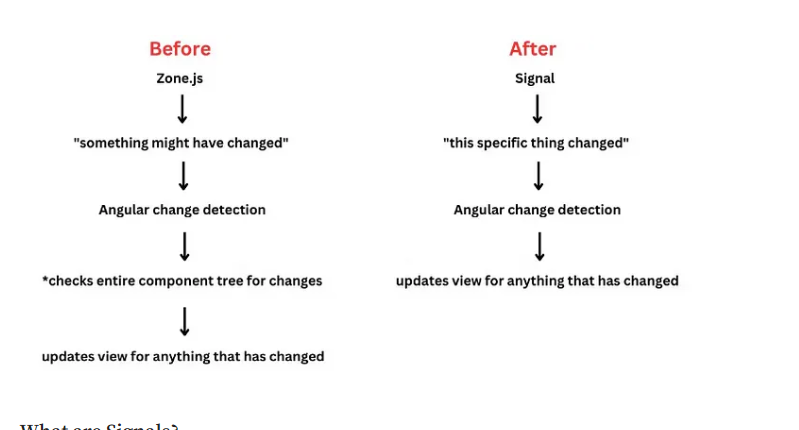 Before
Zone.js
"something might have changed"
Angular change detection
*checks entire component tree for changes
updates view for anything that has changed
After
Signal
"this specific thing changed"
Angular change detection
updates view for anything that has changed
What are Signals?